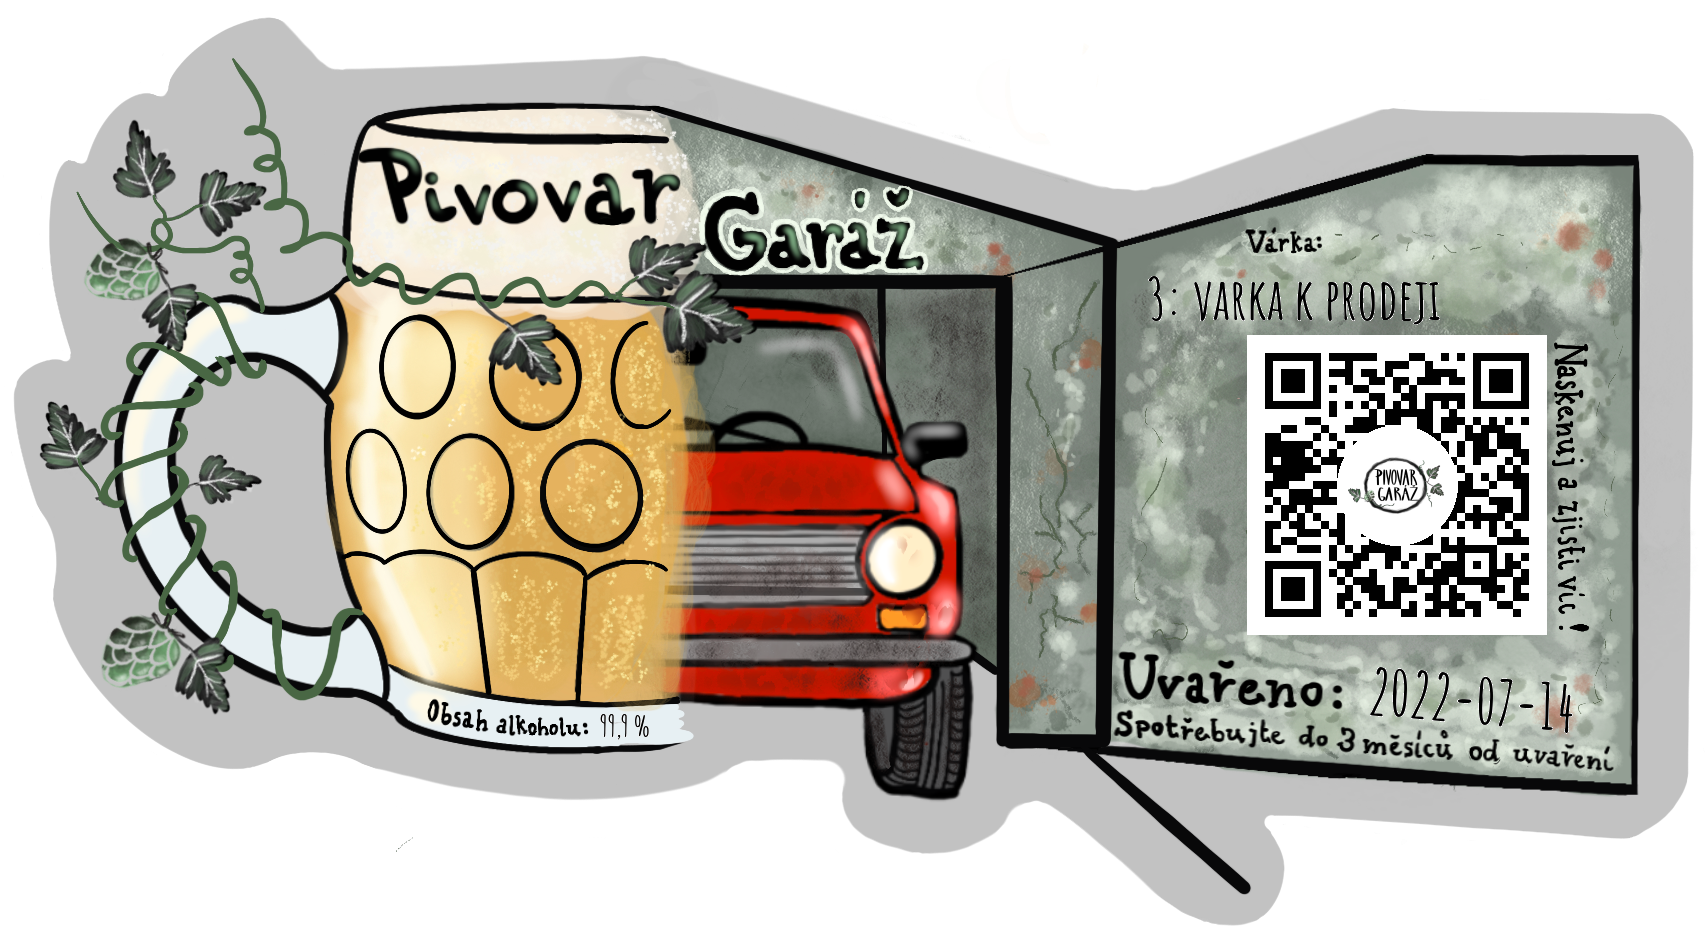 Pivovar
Garáž
Várka:
3: VARKA K PRODEJI
Naskenuj a zjisti víc!
PIVOVAR
GARÁŽ
Uvařeno: 2022-07-14
Spotřebujte do 3 měsíců od uvaření
Obsah alkoholu: 99,9 %